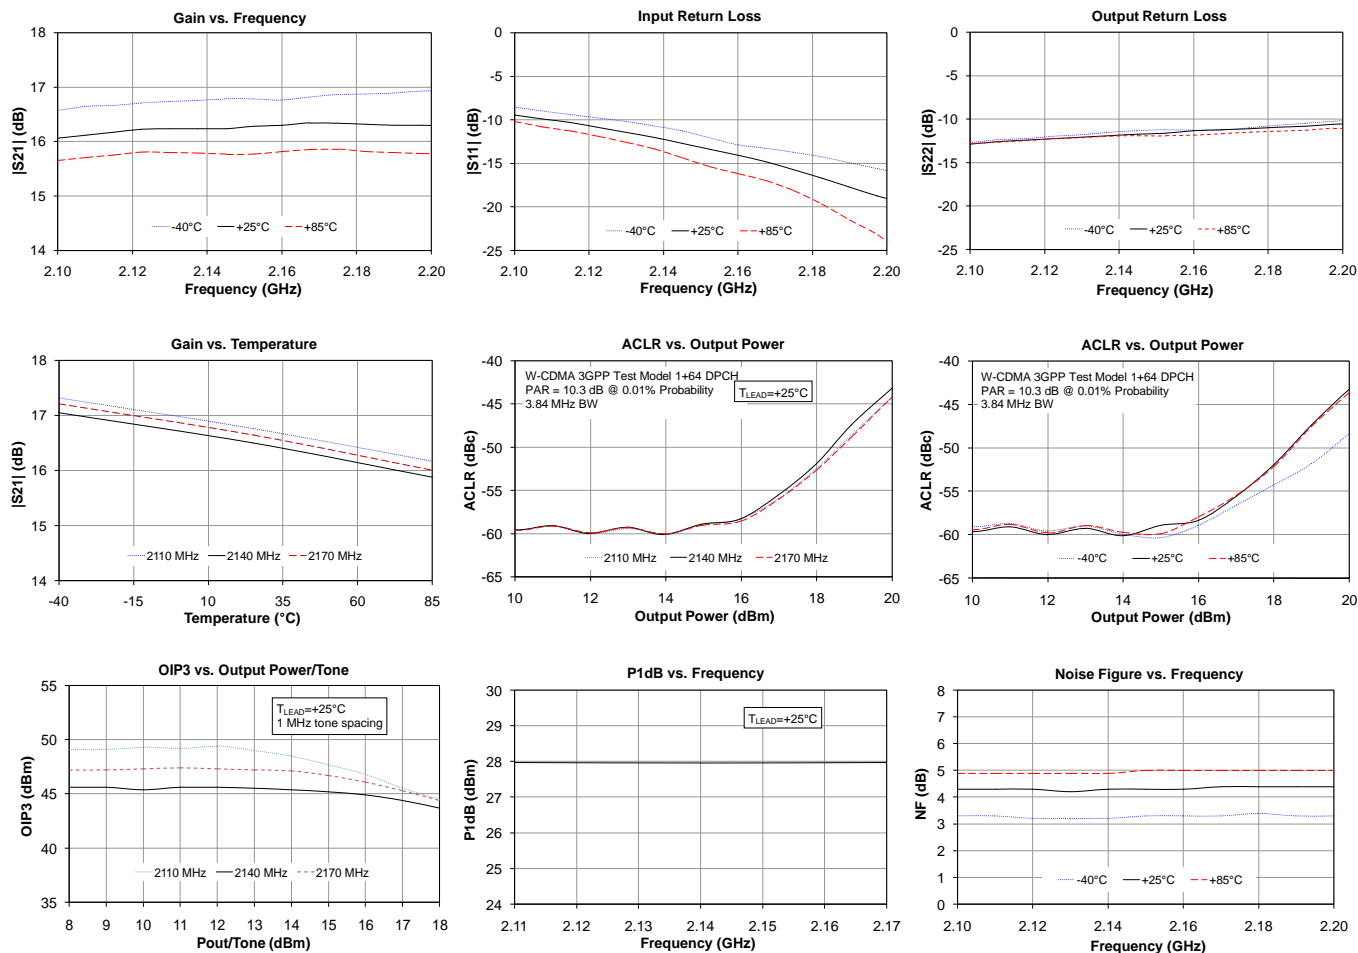 Gain vs. Frequency
18
17
16
15
14
|S21| (dB)
-40°C +25°C +85°C
2.10 2.12 2.14 2.16 2.18 2.20
Frequency (GHz)
Input Return Loss
0
-5
-10
-15
-20
-25
|S11| (dB)
-40°C +25°C +85°C
2.10 2.12 2.14 2.16 2.18 2.20
Frequency (GHz)
Output Return Loss
0
-5
-10
-15
-20
-25
|S22| (dB)
-40°C +25°C +85°C
2.10 2.12 2.14 2.16 2.18 2.20
Frequency (GHz)
Gain vs. Temperature
18
17
16
15
14
|S21| (dB)
2110 MHz 2140 MHz 2170 MHz
-40 -15 10 35 60 85
Temperature (°C)
ACLR vs. Output Power
-40
-45
-50
-55
-60
-65
ACLR (dBc)
W-CDMA 3GPP Test Model 1+64 DPCH
PAR = 10.3 dB @ 0.01% Probability
3.84 MHz BW
TLEAD=+25°C
2110 MHz 2140 MHz 2170 MHz
10 12 14 16 18 20
Output Power (dBm)
ACLR vs. Output Power
-40
-45
-50
-55
-60
-65
ACLR (dBc)
W-CDMA 3GPP Test Model 1+64 DPCH
PAR = 10.3 dB @ 0.01% Probability
3.84 MHz BW
-40°C +25°C +85°C
10 12 14 16 18 20
Output Power (dBm)
OIP3 vs. Output Power/Tone
55
50
45
40
35
OIP3 (dBm)
TLEAD=+25°C
1 MHz tone spacing
2110 MHz 2140 MHz 2170 MHz
8 9 10 11 12 13 14 15 16 17 18
Pout/Tone (dBm)
P1dB vs. Frequency
30
29
28
27
26
25
24
P1dB (dBm)
TLEAD=+25°C
2.11 2.12 2.13 2.14 2.15 2.16 2.17
Frequency (GHz)
Noise Figure vs. Frequency
8
7
6
5
4
3
2
1
0
NF (dB)
-40°C +25°C +85°C
2.10 2.12 2.14 2.16 2.18 2.20
Frequency (GHz)